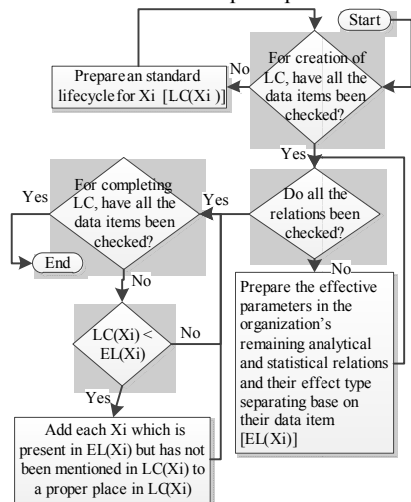 Start
For creation of
LC, have all the
data items been
checked?
No
Prepare an standard
lifecycle for Xi [LC(Xi )]
Yes
Do all the
relations been
checked?
Yes
No
For completing
LC, have all the
data items been
checked?
Yes
End
No
Prepare the effective
parameters in the
organization's
remaining analytical
and statistical relations
and their effect type
separating base on
their data item
[EL(Xi)]
LC(Xi) <
EL(Xi)
No
Yes
Add each Xi which is
present in EL(Xi) but has not
been mentioned in LC(Xi) to
a proper place in LC(Xi)